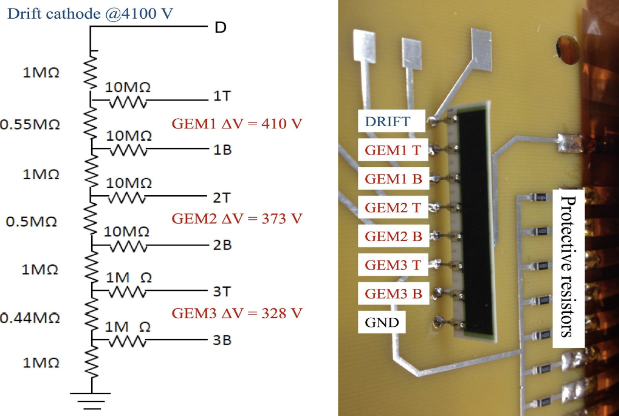 Drift cathode @4100 V
D
1MΩ
10MΩ
1T
0.55MΩ
GEM1 ΔV = 410 V
10MΩ
1B
1MΩ
10MΩ
2T
0.5MΩ
GEM2 ΔV = 373 V
10MΩ
2B
1MΩ
1M Ω
3T
0.44MΩ
GEM3 ΔV = 328 V
1M Ω
3B
1MΩ
DRIFT
GEM1 T
GEM1 B
GEM2 T
GEM2 B
GEM3 T
GEM3 B
GND
Protective resistors